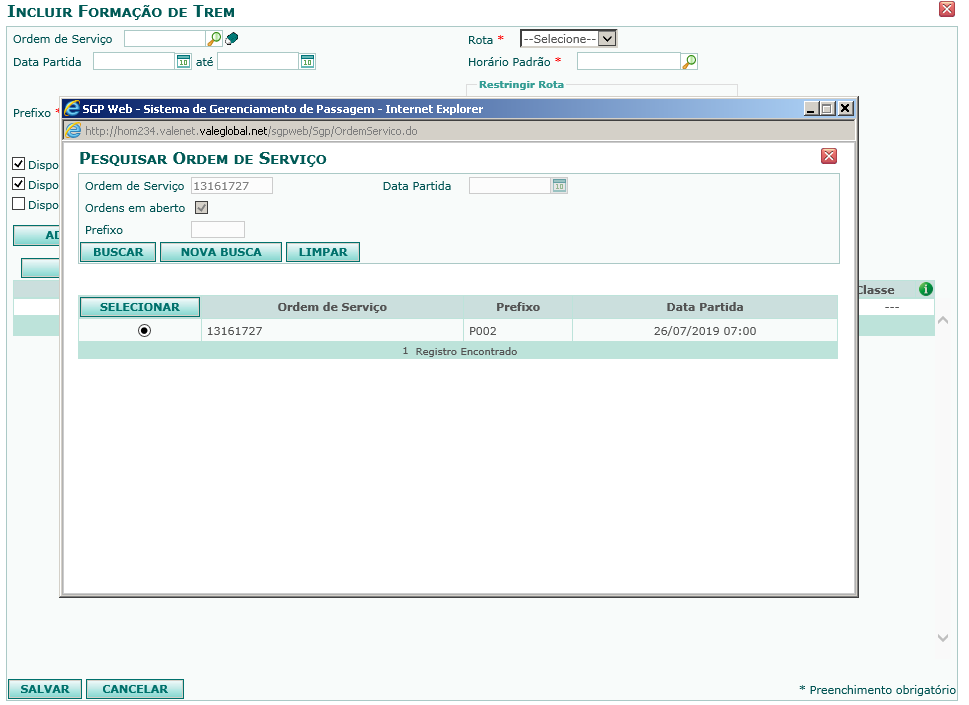 Incluir Formação de Trem
Ordem de Serviço
Rota * --Selecione--
Data Partida 10 até 10
Horário Padrão *
Restringir Rota
Prefixo *
SGP Web - Sistema de Gerenciamento de Passagem - Internet Explorer
http://hom234.valenet.valeglobal.net/sgpweb/Sgp/OrdemServico.do
Pesquisar Ordem de Serviço
Ordem de Serviço 13161727 Data Partida 10
Ordens em aberto
Prefixo
BUSCAR NOVA BUSCA LIMPAR
SELECIONAR Ordem de Serviço Prefixo Data Partida
13161727 P002 26/07/2019 07:00
1 Registro Encontrado
Dispo
Dispo
Dispo
AD
Classe i
---
SALVAR CANCELAR
* Preenchimento obrigatório